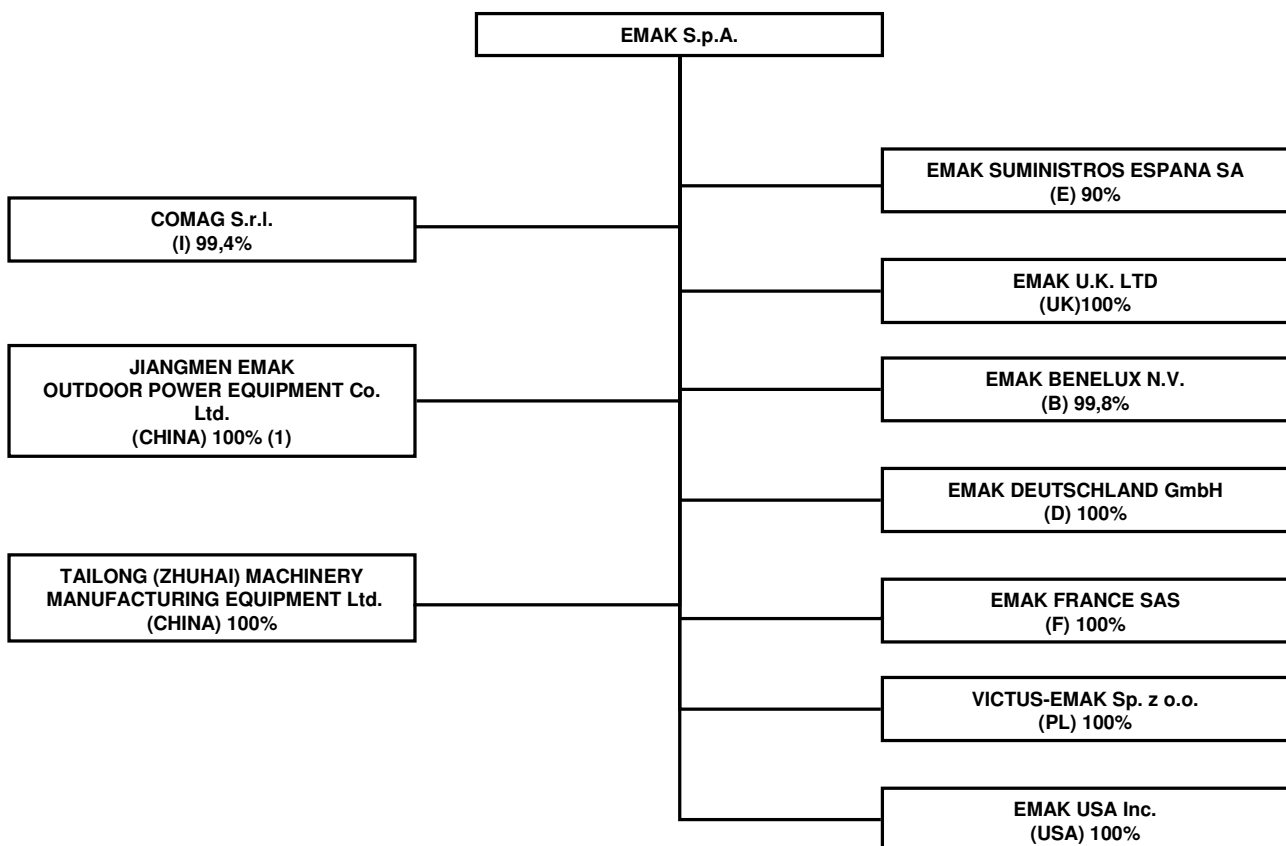 EMAK S.p.A.
COMAG S.r.l.
(I) 99,4%
JIANGMEN EMAK
OUTDOOR POWER EQUIPMENT Co.
Ltd.
(CHINA) 100% (1)
TAILONG (ZHUHAI) MACHINERY
MANUFACTURING EQUIPMENT Ltd.
(CHINA) 100%
EMAK SUMINISTROS ESPANA SA
(E) 90%
EMAK U.K. LTD
(UK)100%
EMAK BENELUX N.V.
(B) 99,8%
EMAK DEUTSCHLAND GmbH
(D) 100%
EMAK FRANCE SAS
(F) 100%
VICTUS-EMAK Sp. z o.o.
(PL) 100%
EMAK USA Inc.
(USA) 100%